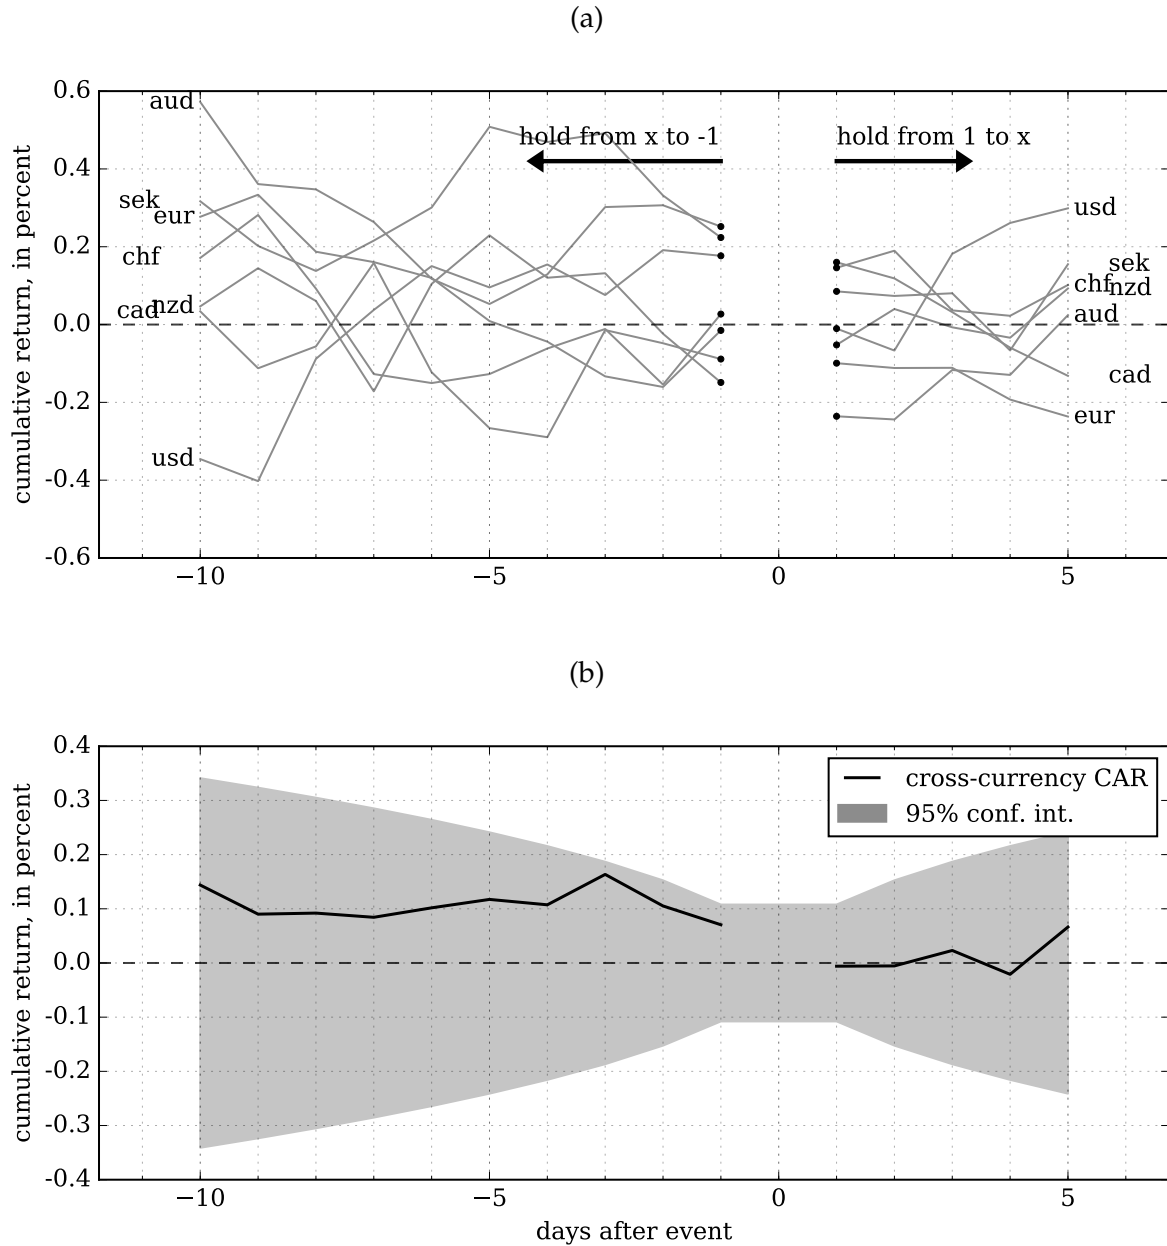 (a)
0.6
0.4
0.2
0.0
-0.2
-0.4
-0.6
cumulative return, in percent
aud
sek
eur
chf
cad
nzd
usd
hold from x to -1
hold from 1 to x
usd
sek
chf
nzd
aud
cad
eur
−10
−5
0
5
(b)
0.4
0.3
0.2
0.1
0.0
-0.1
-0.2
-0.3
-0.4
cumulative return, in percent
cross-currency CAR
95% conf. int.
−10
−5
0
5
days after event